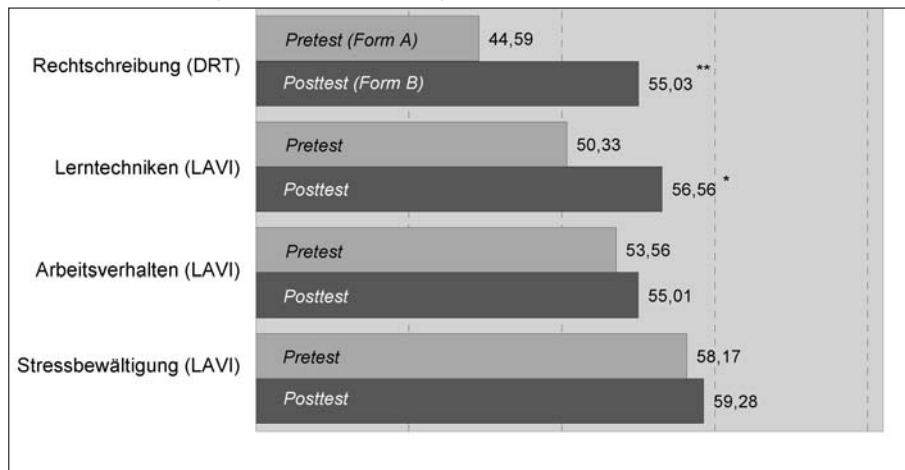 Pretest (Form A) 44,59
Rechtschreibung (DRT)
Posttest (Form B) 55,03 **
Pretest 50,33
Lerntechniken (LAVI)
Posttest 56,56 *
Pretest 53,56
Arbeitsverhalten (LAVI)
Posttest 55,01
Pretest 58,17
Stressbewältigung (LAVI)
Posttest 59,28